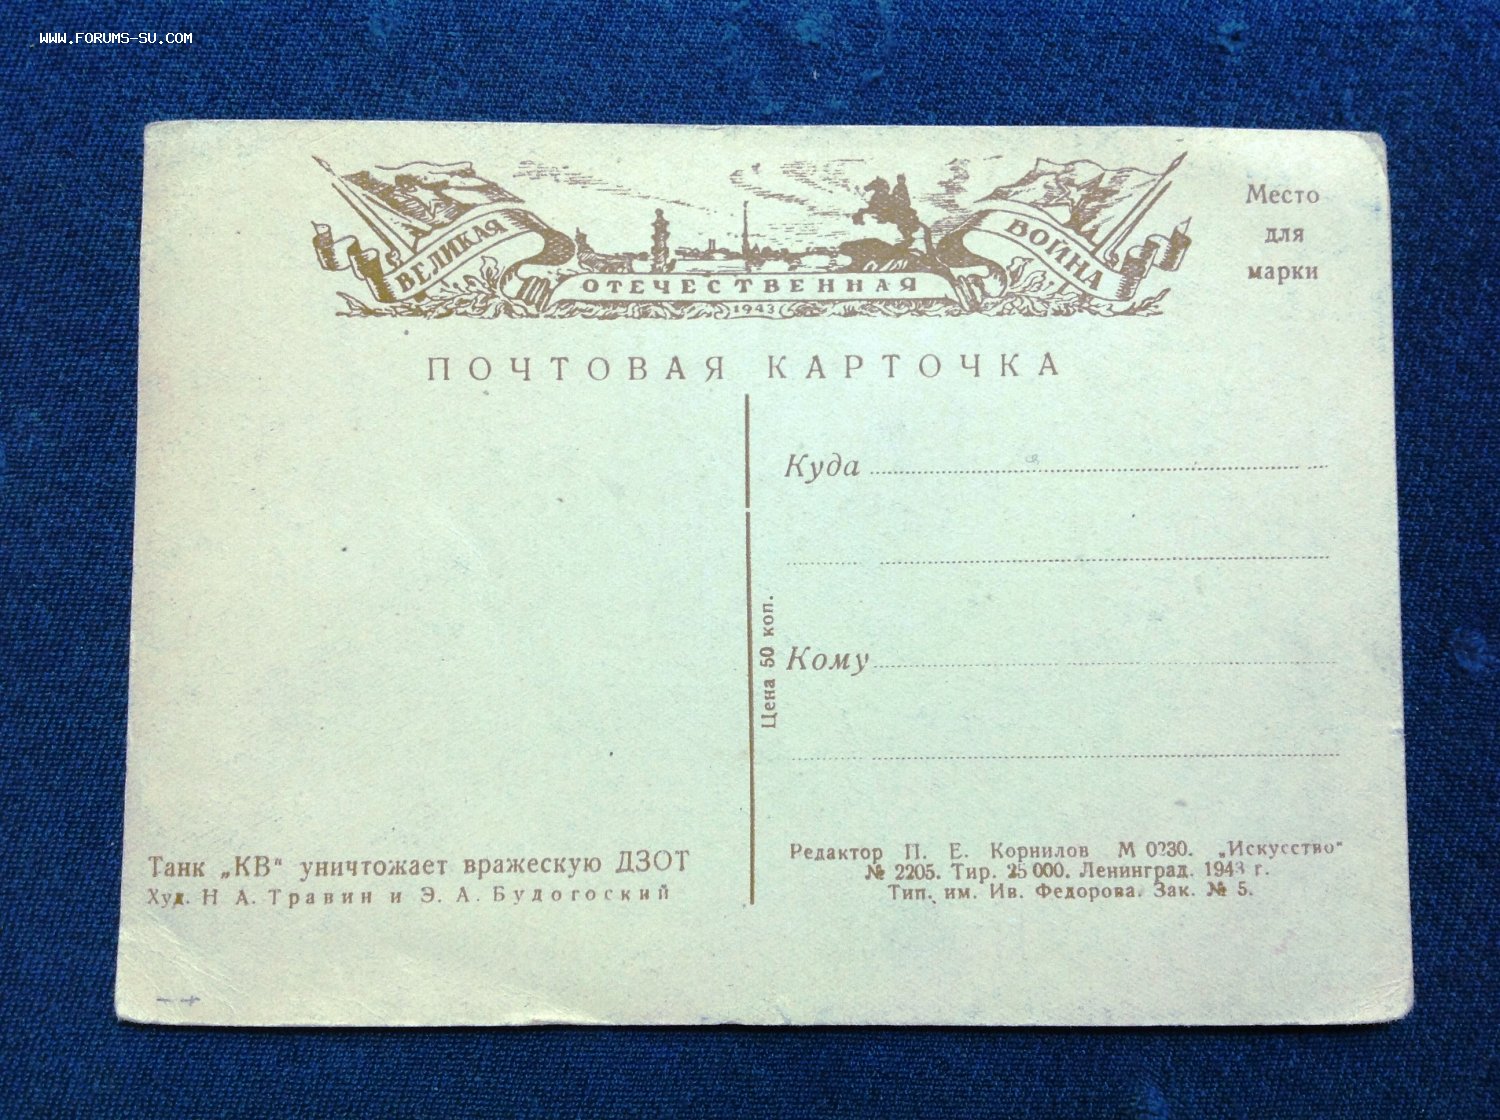 WWW.FORUMS-SU.COM
ВЕЛИКАЯ
ОТЕЧЕСТВЕННАЯ
ВОЙНА
1943
Место
для
марки
ПОЧТОВАЯ КАРТОЧКА
Куда
Кому
Цена 50 коп.
Танк „КВ“ уничтожает вражескую ДЗОТ
Худ. Н А. Травин и Э. А. Будогоский
Редактор П. Е. Корнилов М 0230. „Искусство“
№ 2205. Тир. 25 000. Ленинград. 1943 г.
Тип. им. Ив. Федорова. Зак. № 5.